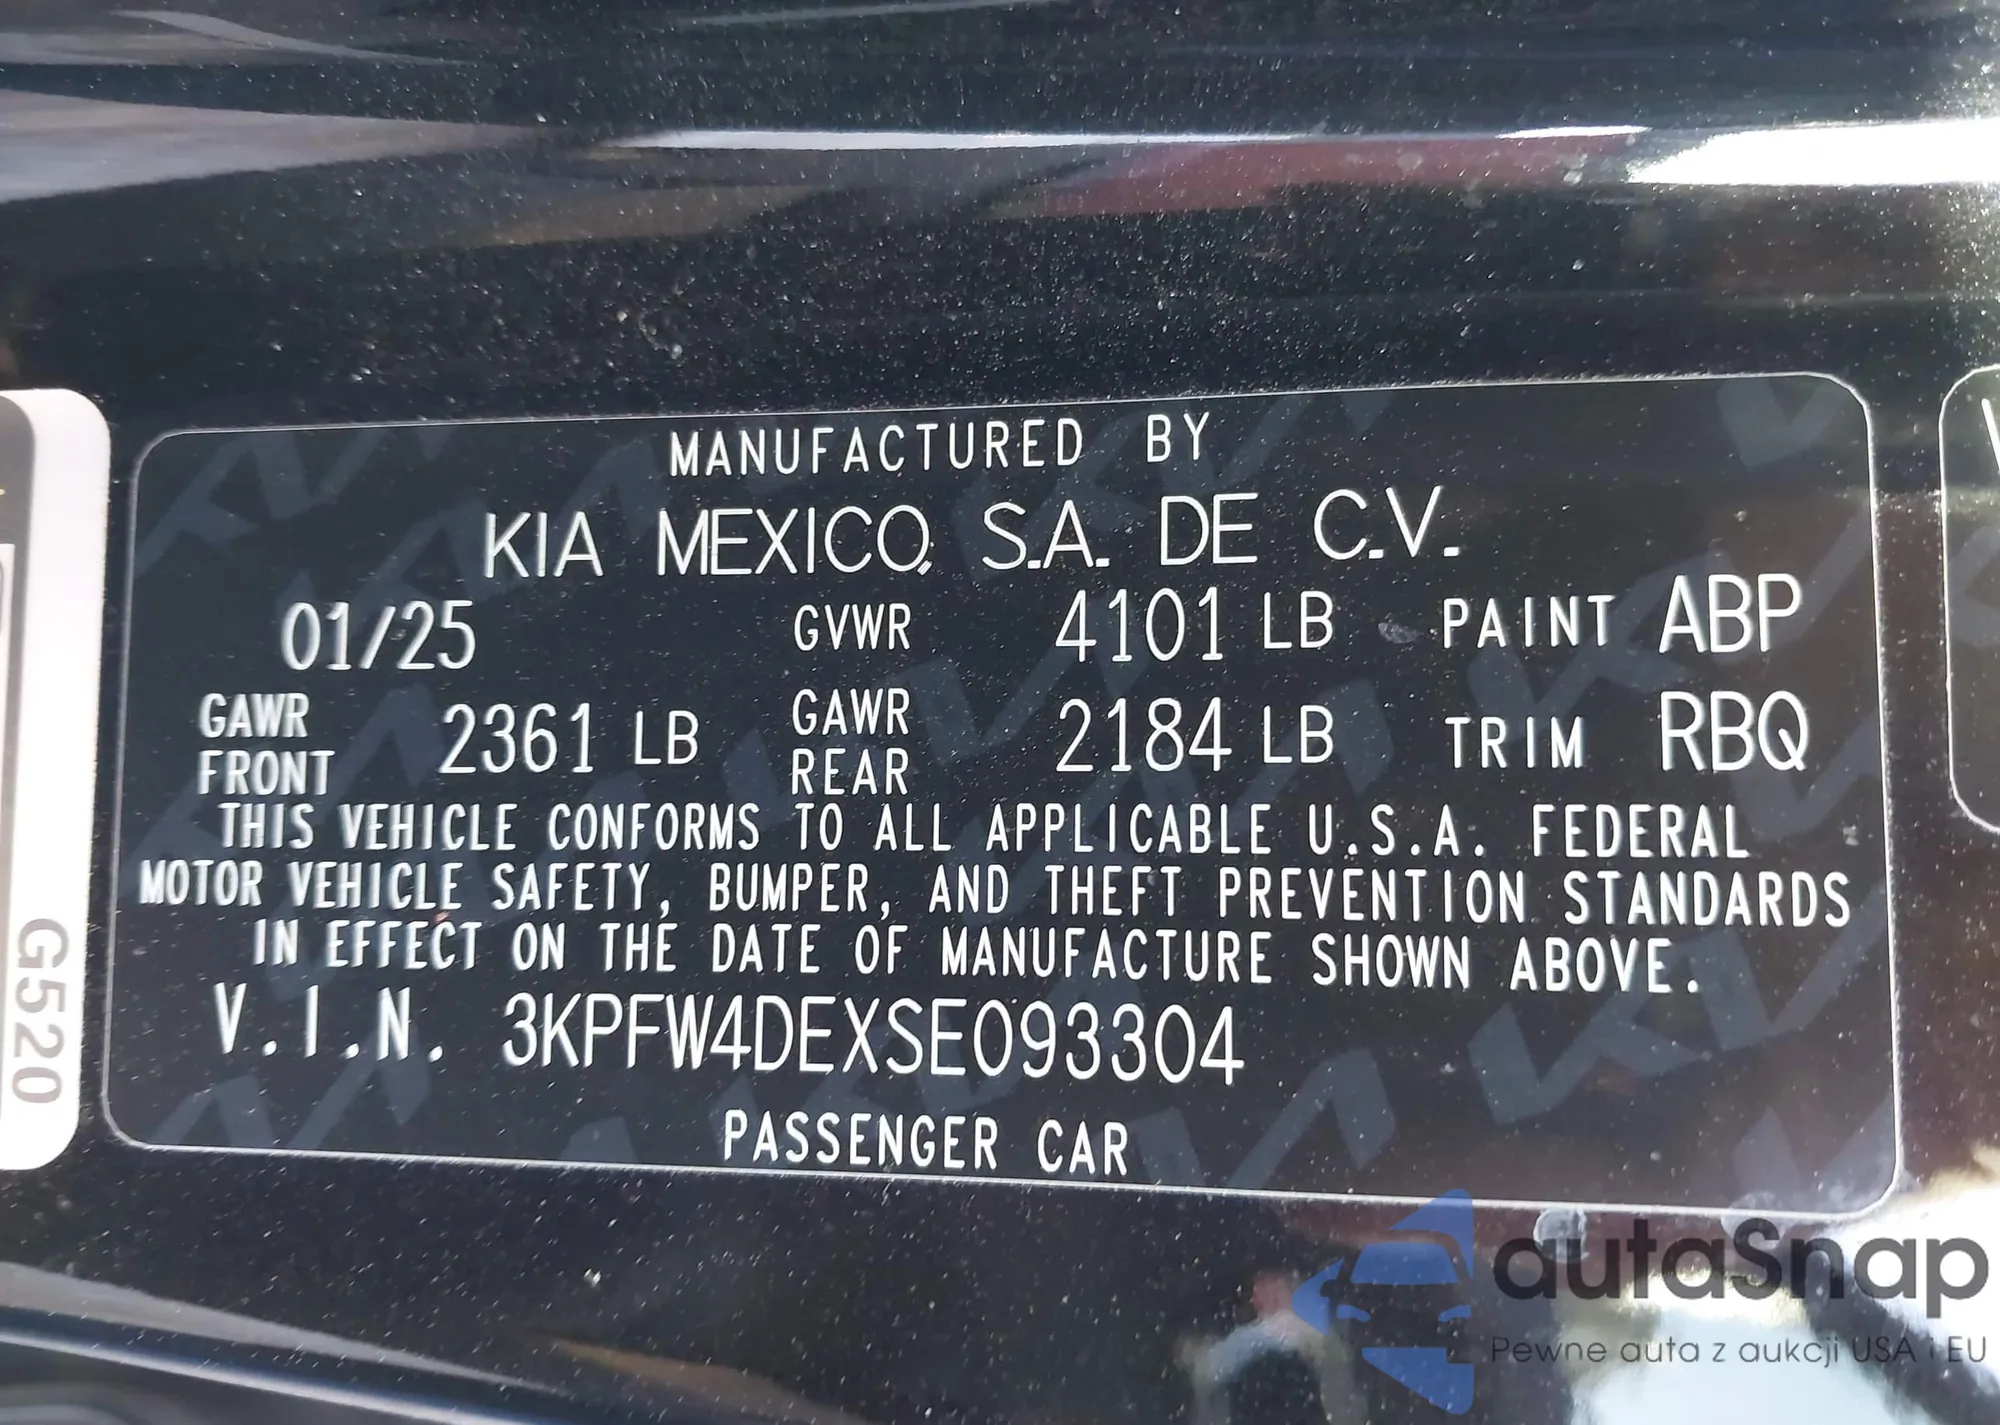 MANUFACTURED BY
KIA MEXICO, S.A. DE C.V.
01/25 GVWR 4101 LB PAINT ABP
GAWR FRONT 2361 LB GAWR REAR 2184 LB TRIM RBQ
THIS VEHICLE CONFORMS TO ALL APPLICABLE U.S.A. FEDERAL
MOTOR VEHICLE SAFETY, BUMPER, AND THEFT PREVENTION STANDARDS
IN EFFECT ON THE DATE OF MANUFACTURE SHOWN ABOVE.
V.I.N. 3KPFW4DEXSE093304
PASSENGER CAR
G520
autaSnap
Pewne auta z aukcji USA i EU